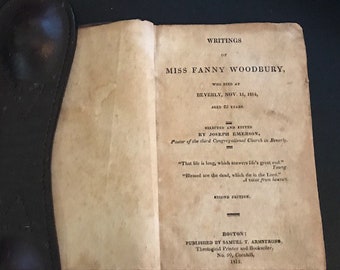 WRITINGS
OF
MISS FANNY WOODBURY,
WHO DIED AT
BEVERLY, NOV. 15, 1814,
AGED 23 YEARS.
SELECTED AND EDITED
BY JOSEPH EMERSON,
Pastor of the third Congregational Church in Beverly.
"That life is long, which answers life's great end."
Young.
"Blessed are the dead, which die in the Lord."
A voice from heaven.
SECOND EDITION.
BOSTON:
PUBLISHED BY SAMUEL T. ARMSTRONG,
Theological Printer and Bookseller,
No. 50, Cornhill,